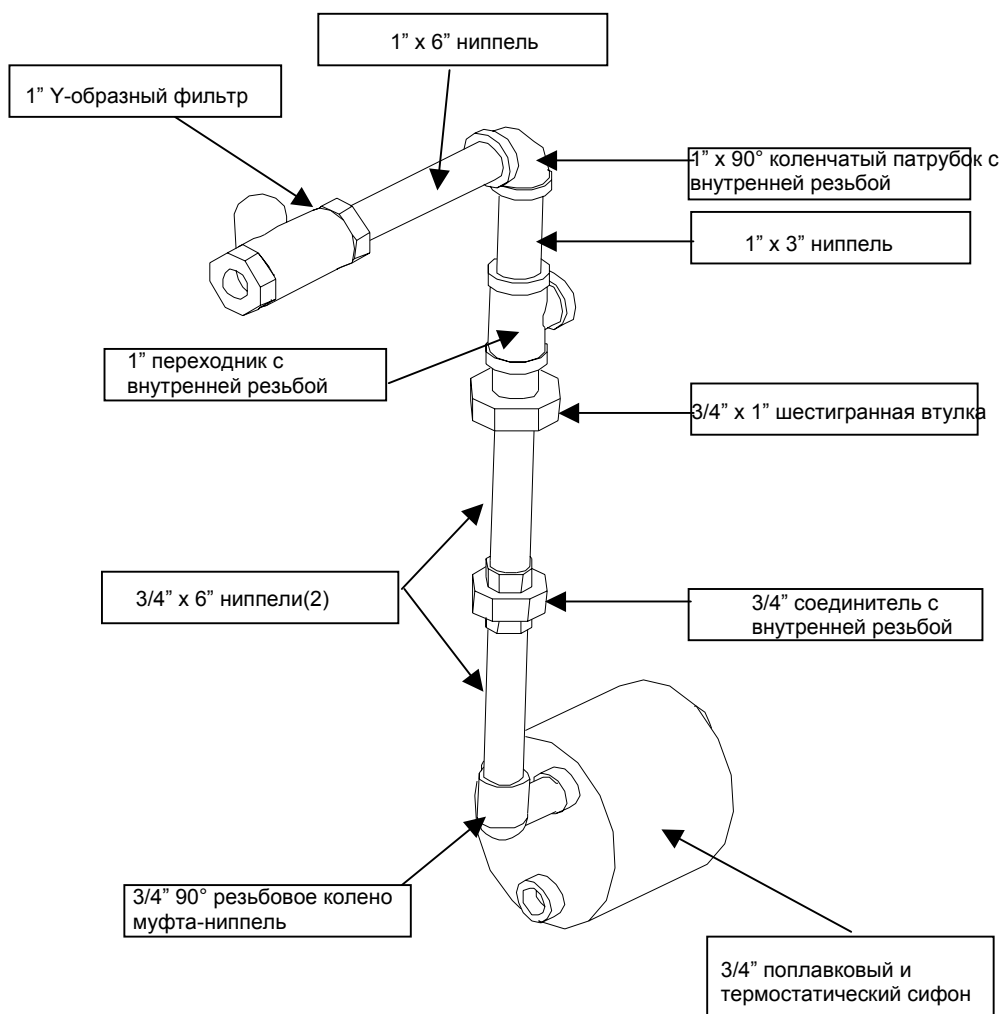 1” x 6” ниппель
1” Y-образный фильтр
1” x 90° коленчатый патрубок с
внутренней резьбой
1” x 3” ниппель
1” переходник с
внутренней резьбой
3/4” x 1” шестигранная втулка
3/4” x 6” ниппели(2)
3/4” соединитель с
внутренней резьбой
3/4” 90° резьбовое колено
муфта-ниппель
3/4” поплавковый и
термостатический сифон